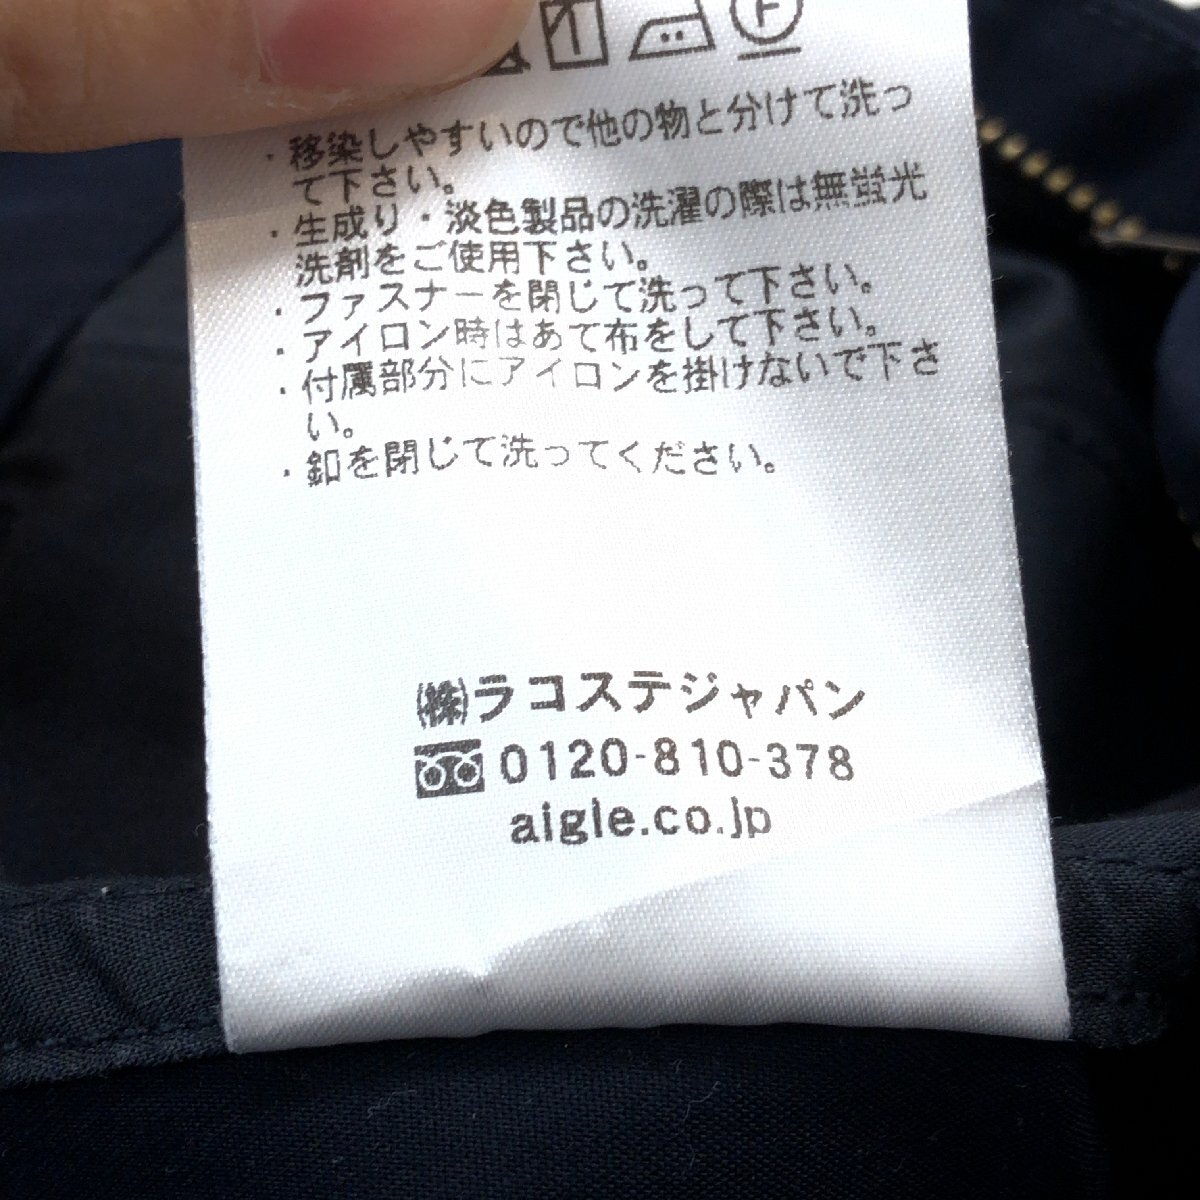 ・移染しやすいので他の物と分けて洗っ
て下さい。
・生成り・淡色製品の洗濯の際は無蛍光
洗剤をご使用下さい。
・ファスナーを閉じて洗って下さい。
・アイロン時はあて布をして下さい。
・付属部分にアイロンを掛けないで下さ
い。
・釦を閉じて洗ってください。
㈱ラコステジャパン
0120-810-378
aigle.co.jp